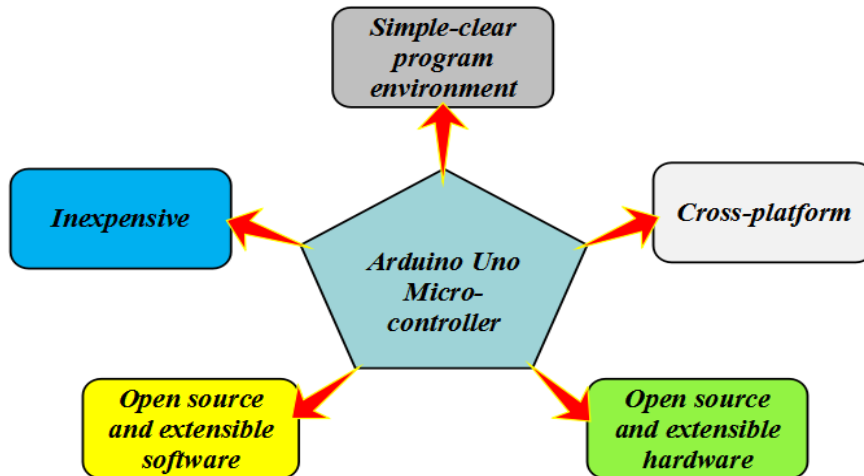 Simple-clear
program
environment
Inexpensive
Cross-platform
Arduino Uno
Micro-
controller
Open source
and extensible
software
Open source
and extensible
hardware